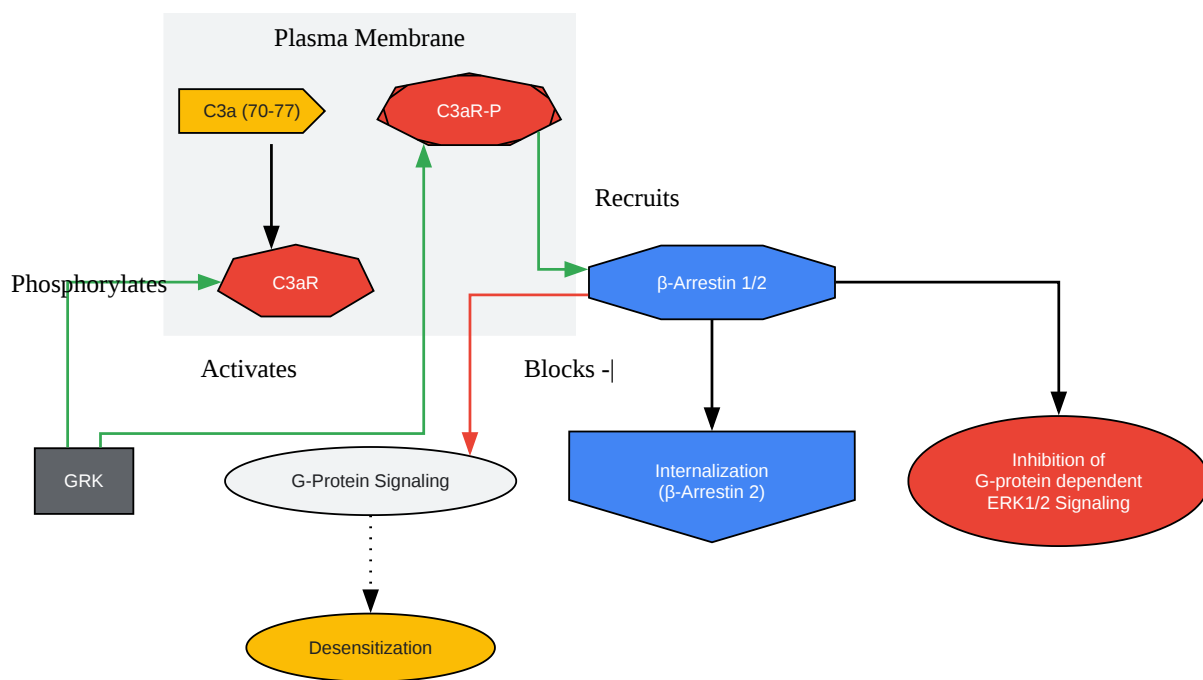 Plasma Membrane
C3a (70-77)
C3aR-P
Recruits
Phosphorylates
C3aR
β-Arrestin 1/2
Activates
Blocks -|
GRK
G-Protein Signaling
Internalization
(β-Arrestin 2)
Inhibition of
G-protein dependent
ERK1/2 Signaling
Desensitization